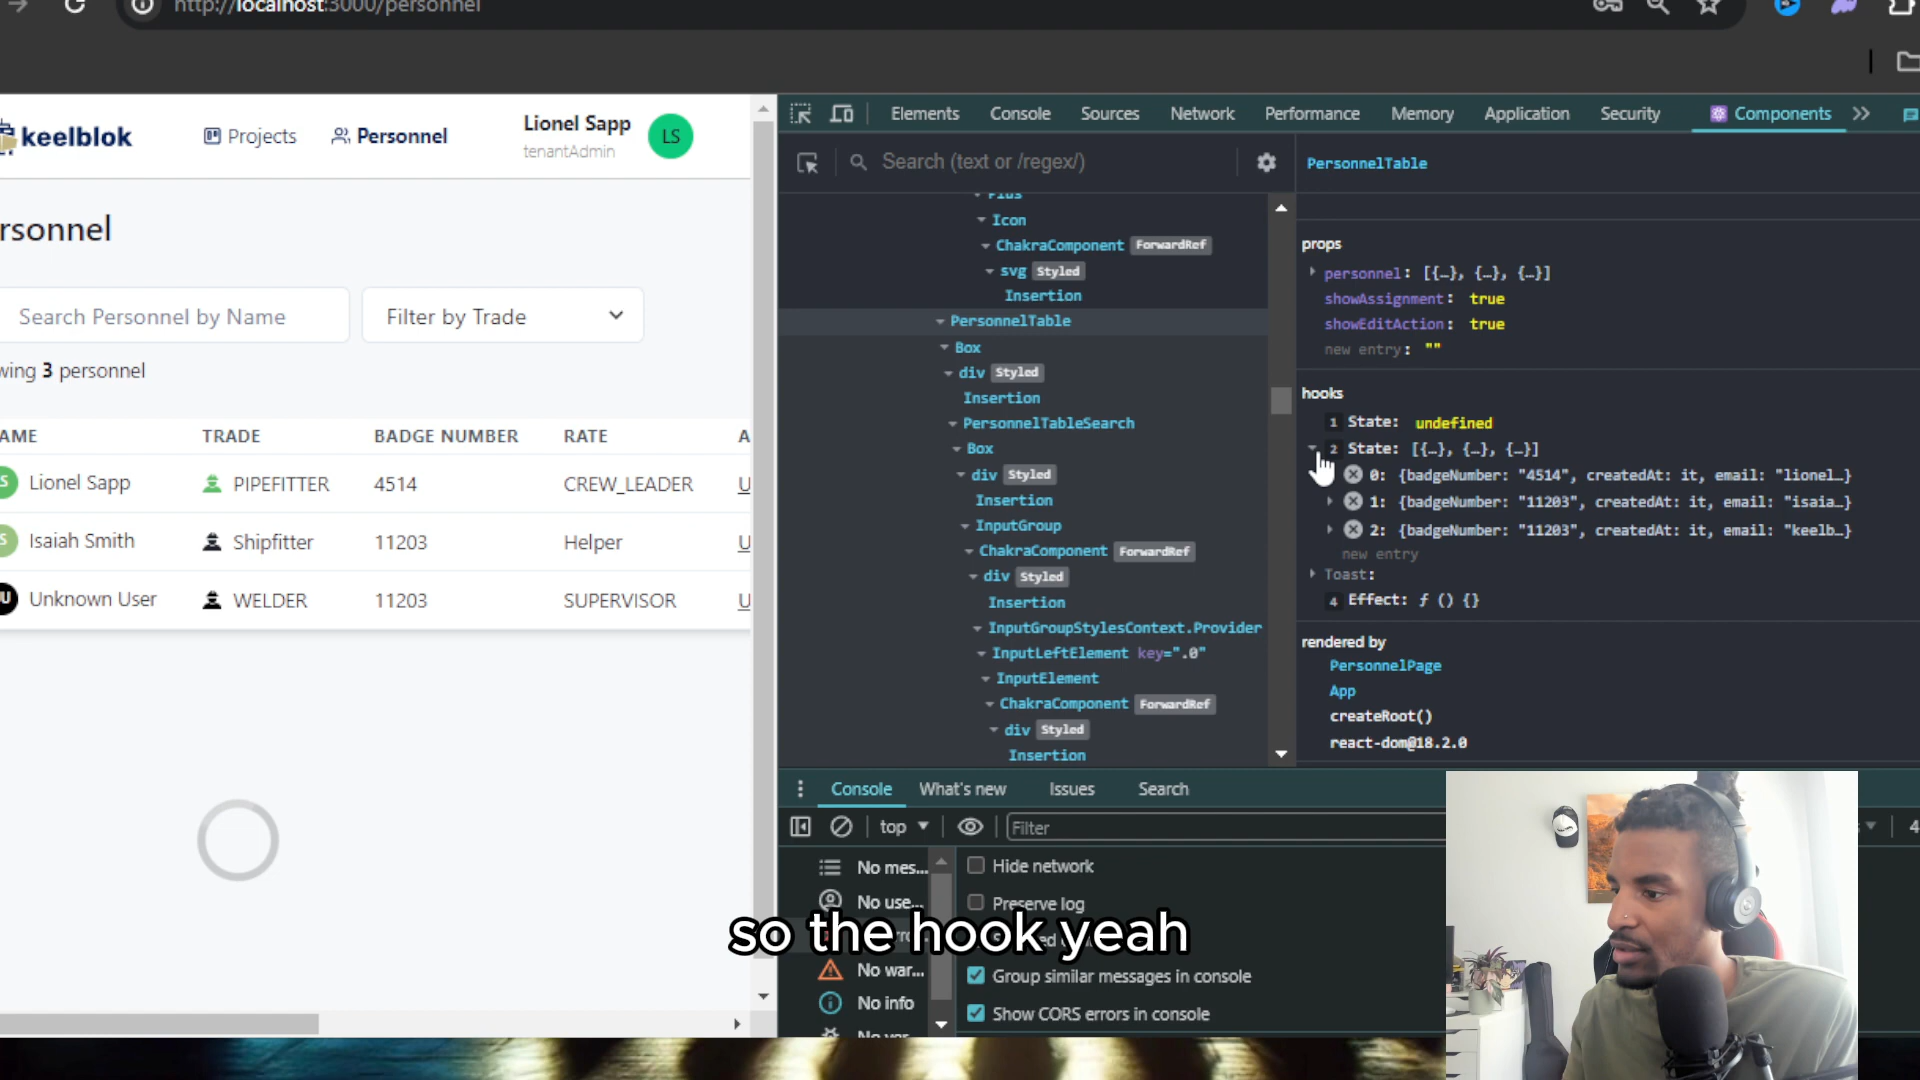 http://localhost:3000/personnel
keelblok
Projects
Personnel
Lionel Sapp
tenantAdmin
LS
rsonnel
Search Personnel by Name
Filter by Trade
wing 3 personnel
AME TRADE BADGE NUMBER RATE A
S Lionel Sapp PIPEFITTER 4514 CREW_LEADER U
S Isaiah Smith Shipfitter 11203 Helper U
U Unknown User WELDER 11203 SUPERVISOR U
Elements Console Sources Network Performance Memory Application Security Components
Search (text or /regex/)
Plus
Icon
ChakraComponent ForwardRef
svg Styled
Insertion
PersonnelTable
Box
div Styled
Insertion
PersonnelTableSearch
Box
div Styled
Insertion
InputGroup
ChakraComponent ForwardRef
div Styled
Insertion
InputGroupStylesContext.Provider
InputLeftElement key=".0"
InputElement
ChakraComponent ForwardRef
div Styled
Insertion
PersonnelTable
props
personnel: [{…}, {…}, {…}]
showAssignment: true
showEditAction: true
new entry: ""
hooks
1 State: undefined
2 State: [{…}, {…}, {…}]
0: {badgeNumber: "4514", createdAt: it, email: "lionel…}
1: {badgeNumber: "11203", createdAt: it, email: "isaia…}
2: {badgeNumber: "11203", createdAt: it, email: "keelb…}
new entry
Toast:
4 Effect: ƒ () {}
rendered by
PersonnelPage
App
createRoot()
react-dom@18.2.0
Console What's new Issues Search
top
Filter
4
No mes...
No use...
No war...
No info
Hide network
Preserve log
Group similar messages in console
Show CORS errors in console
so the hook yeah